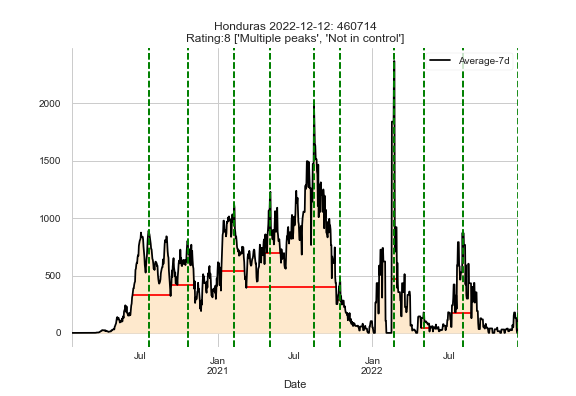 Honduras 2022-12-12: 460714
Rating:8 ['Multiple peaks', 'Not in control']
Average-7d
2000
1500
1000
500
0
Jul
Jan
2021
Jul
Jan
2022
Jul
Date